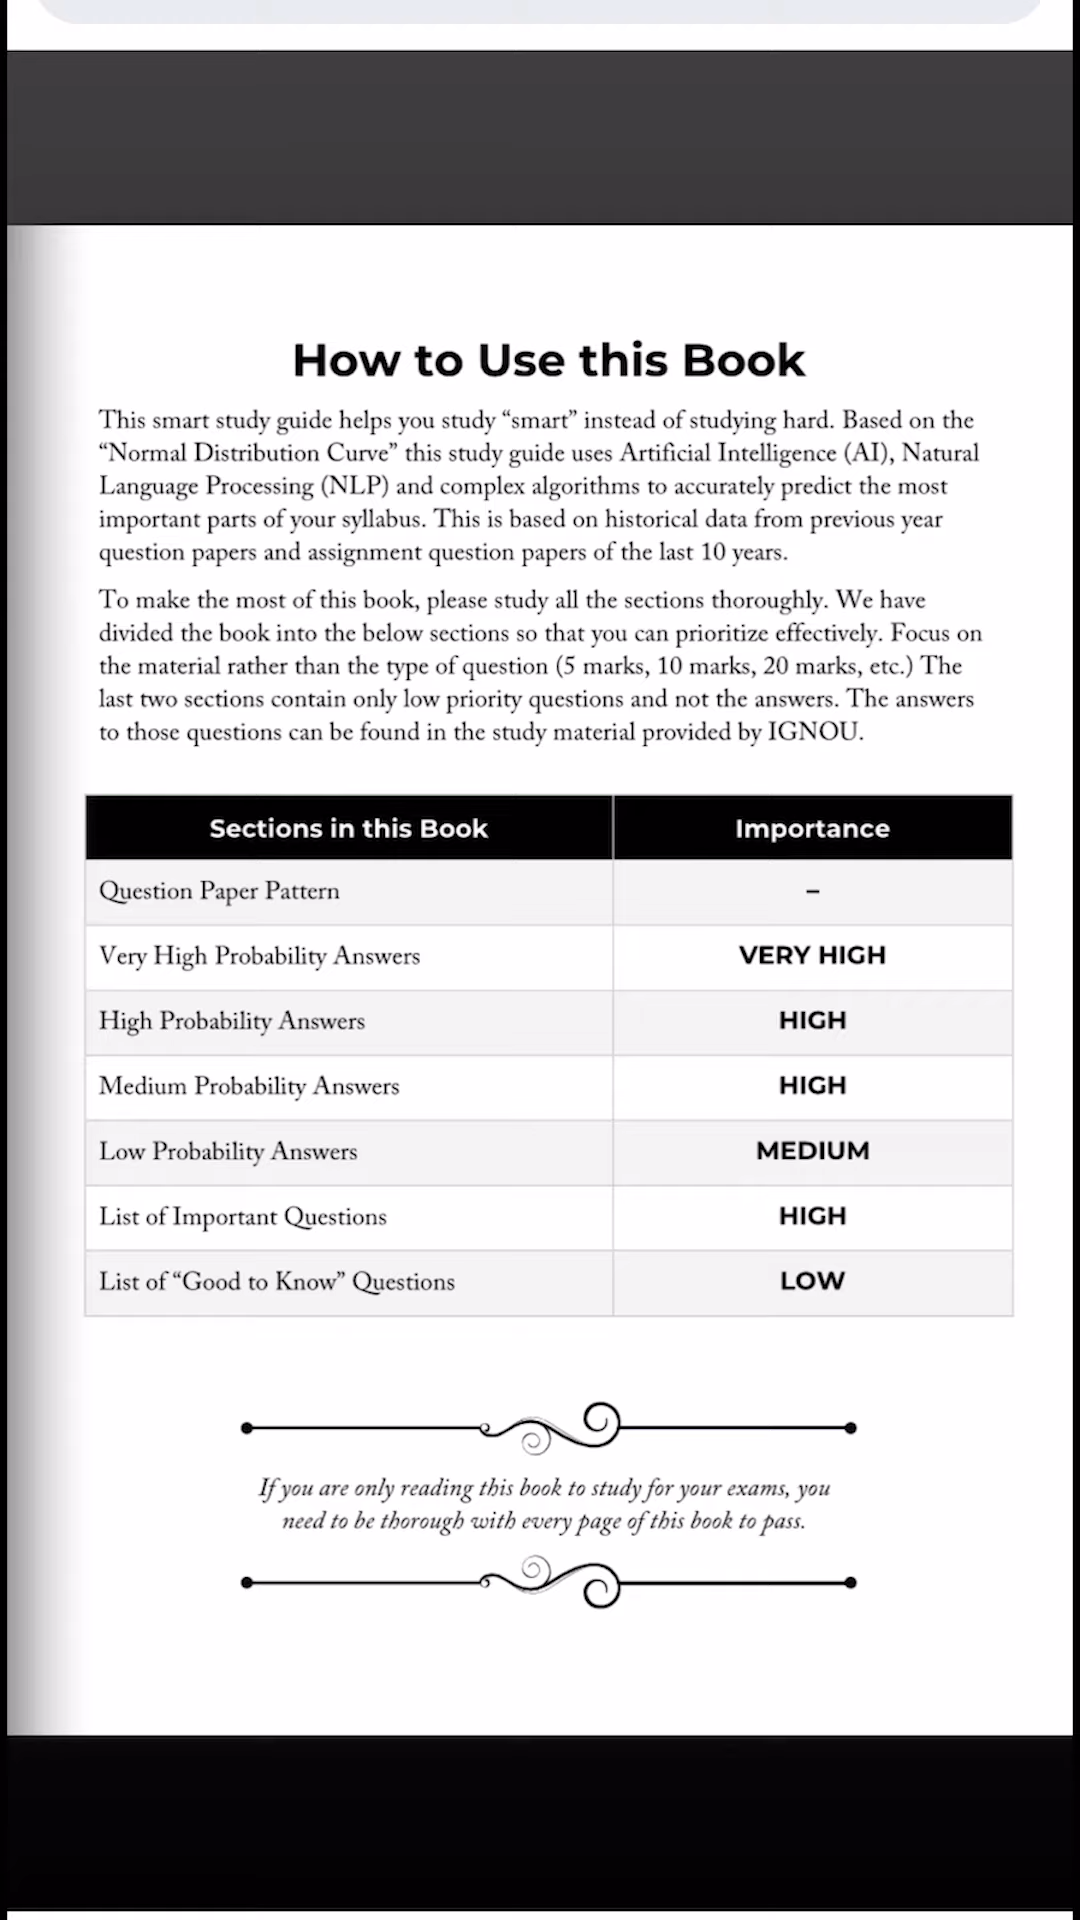 How to Use this Book
This smart study guide helps you study “smart” instead of studying hard. Based on the
“Normal Distribution Curve” this study guide uses Artificial Intelligence (AI), Natural
Language Processing (NLP) and complex algorithms to accurately predict the most
important parts of your syllabus. This is based on historical data from previous year
question papers and assignment question papers of the last 10 years.
To make the most of this book, please study all the sections thoroughly. We have
divided the book into the below sections so that you can prioritize effectively. Focus on
the material rather than the type of question (5 marks, 10 marks, 20 marks, etc.) The
last two sections contain only low priority questions and not the answers. The answers
to those questions can be found in the study material provided by IGNOU.
Sections in this Book Importance
Question Paper Pattern –
Very High Probability Answers VERY HIGH
High Probability Answers HIGH
Medium Probability Answers HIGH
Low Probability Answers MEDIUM
List of Important Questions HIGH
List of “Good to Know” Questions LOW
If you are only reading this book to study for your exams, you
need to be thorough with every page of this book to pass.